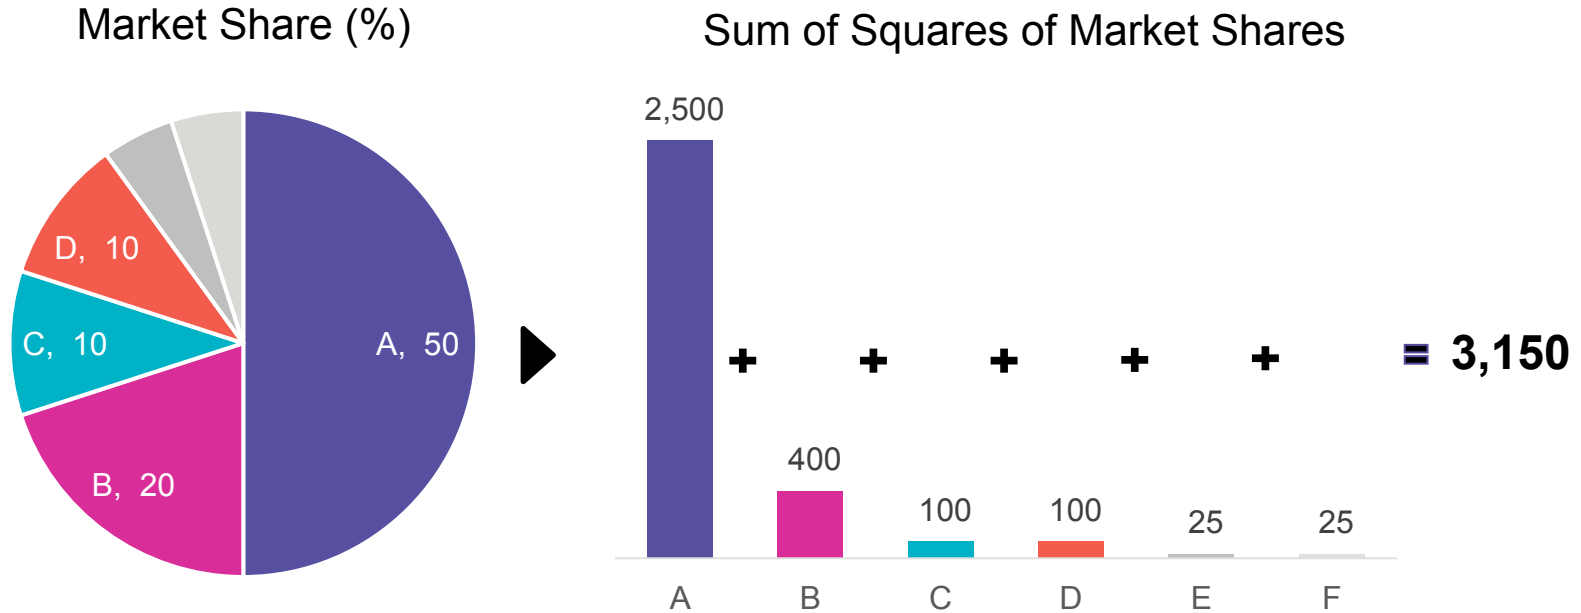 Market Share (%)
Sum of Squares of Market Shares
D, 10
C, 10
A, 50
B, 20
2,500
400
100
100
25
25
+ + + + +
= 3,150
A B C D E F